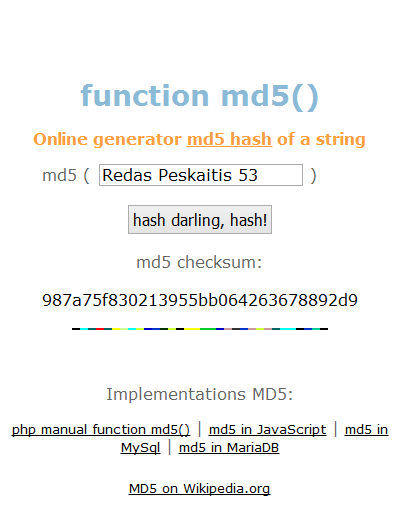 function md5()
Online generator md5 hash of a string
md5 ( Redas Peskaitis 53 )
hash darling, hash!
md5 checksum:
987a75f830213955bb064263678892d9
Implementations MD5:
php manual function md5() | md5 in JavaScript | md5 in
MySql | md5 in MariaDB
MD5 on Wikipedia.org